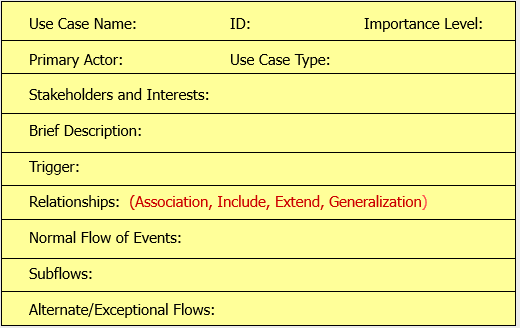 Use Case Name: ID: Importance Level:
Primary Actor: Use Case Type:
Stakeholders and Interests:
Brief Description:
Trigger:
Relationships: (Association, Include, Extend, Generalization)
Normal Flow of Events:
Subflows:
Alternate/Exceptional Flows: